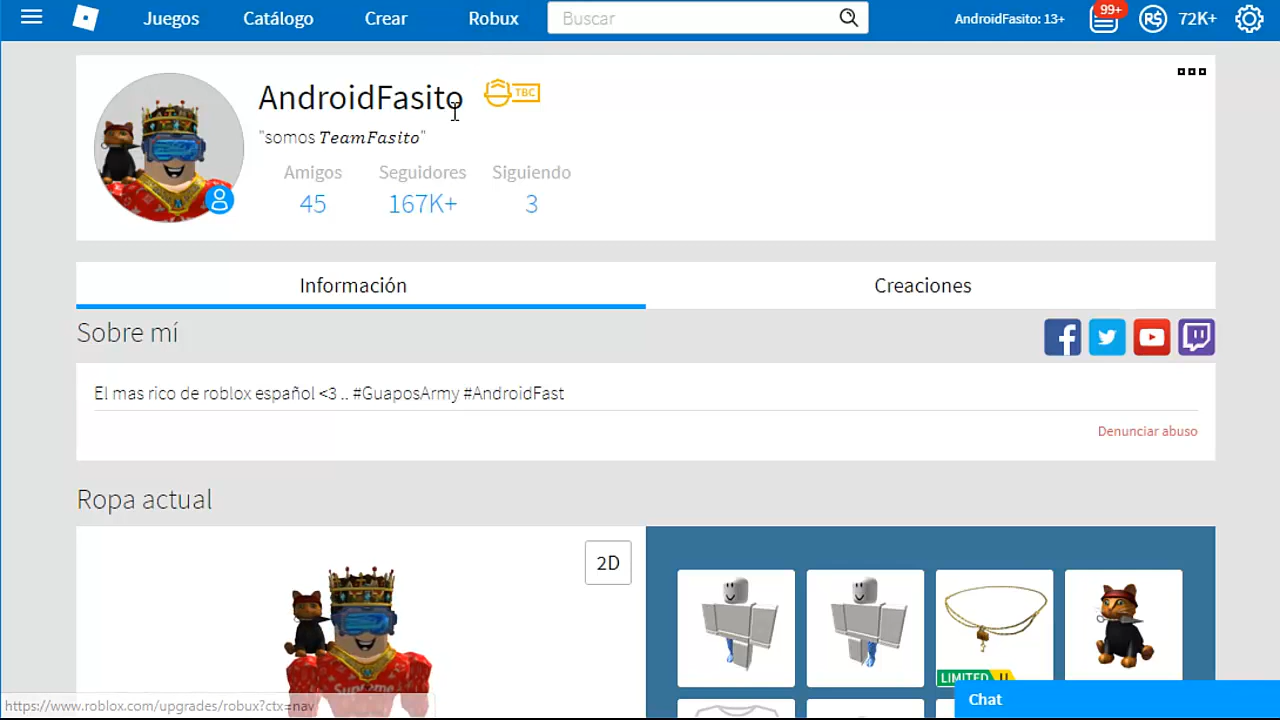 Juegos Catálogo Crear Robux Buscar AndroidFasito: 13+ 99+ R$ 72K+
AndroidFasito TBC
"somos TeamFasito"
Amigos Seguidores Siguiendo
45 167K+ 3
Información Creaciones
Sobre mí
El mas rico de roblox español <3 .. #GuaposArmy #AndroidFast
Denunciar abuso
Ropa actual
2D
Supreme
LIMITED U
Chat
https://www.roblox.com/upgrades/robux?ctx=nav